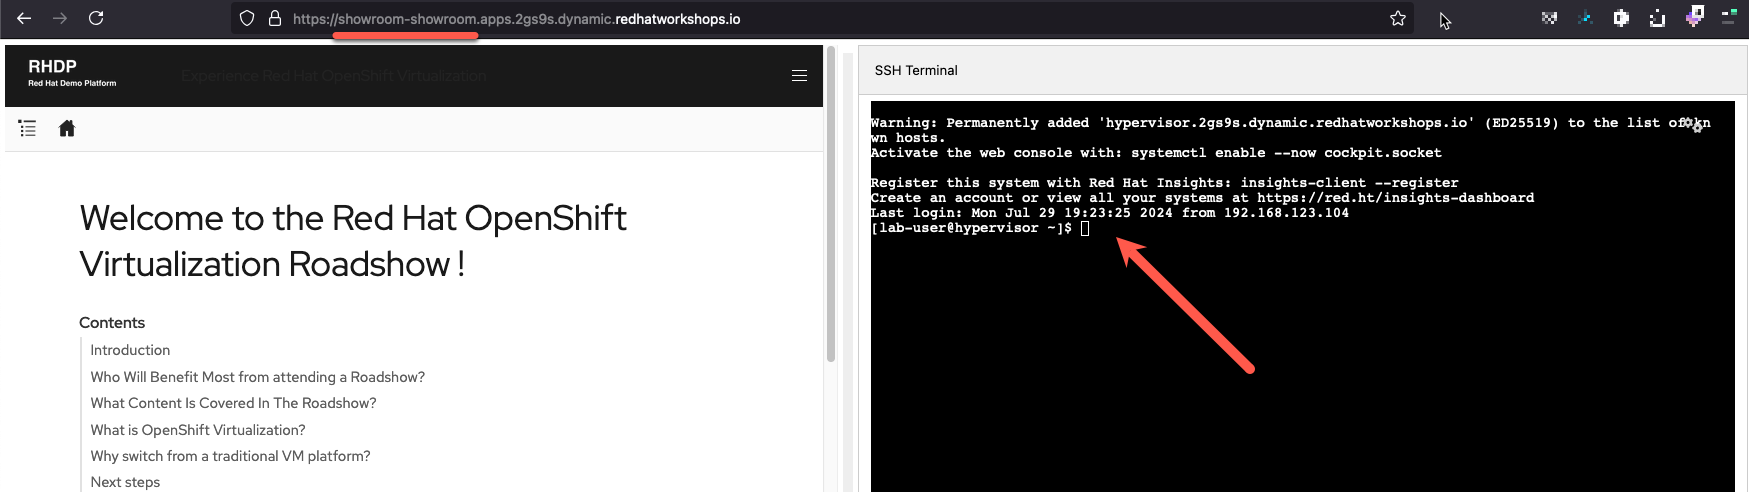 https://showroom-showroom.apps.2gs9s.dynamic.redhatworkshops.io
RHDP
Red Hat Demo Platform
Experience Red Hat OpenShift Virtualization
Welcome to the Red Hat OpenShift
Virtualization Roadshow !
Contents
Introduction
Who Will Benefit Most from attending a Roadshow?
What Content Is Covered In The Roadshow?
What is OpenShift Virtualization?
Why switch from a traditional VM platform?
Next steps
SSH Terminal
Warning: Permanently added 'hypervisor.2gs9s.dynamic.redhatworkshops.io' (ED25519) to the list of kn
wn hosts.
Activate the web console with: systemctl enable --now cockpit.socket
Register this system with Red Hat Insights: insights-client --register
Create an account or view all your systems at https://red.ht/insights-dashboard
Last login: Mon Jul 29 19:23:25 2024 from 192.168.123.104
[lab-user@hypervisor ~]$